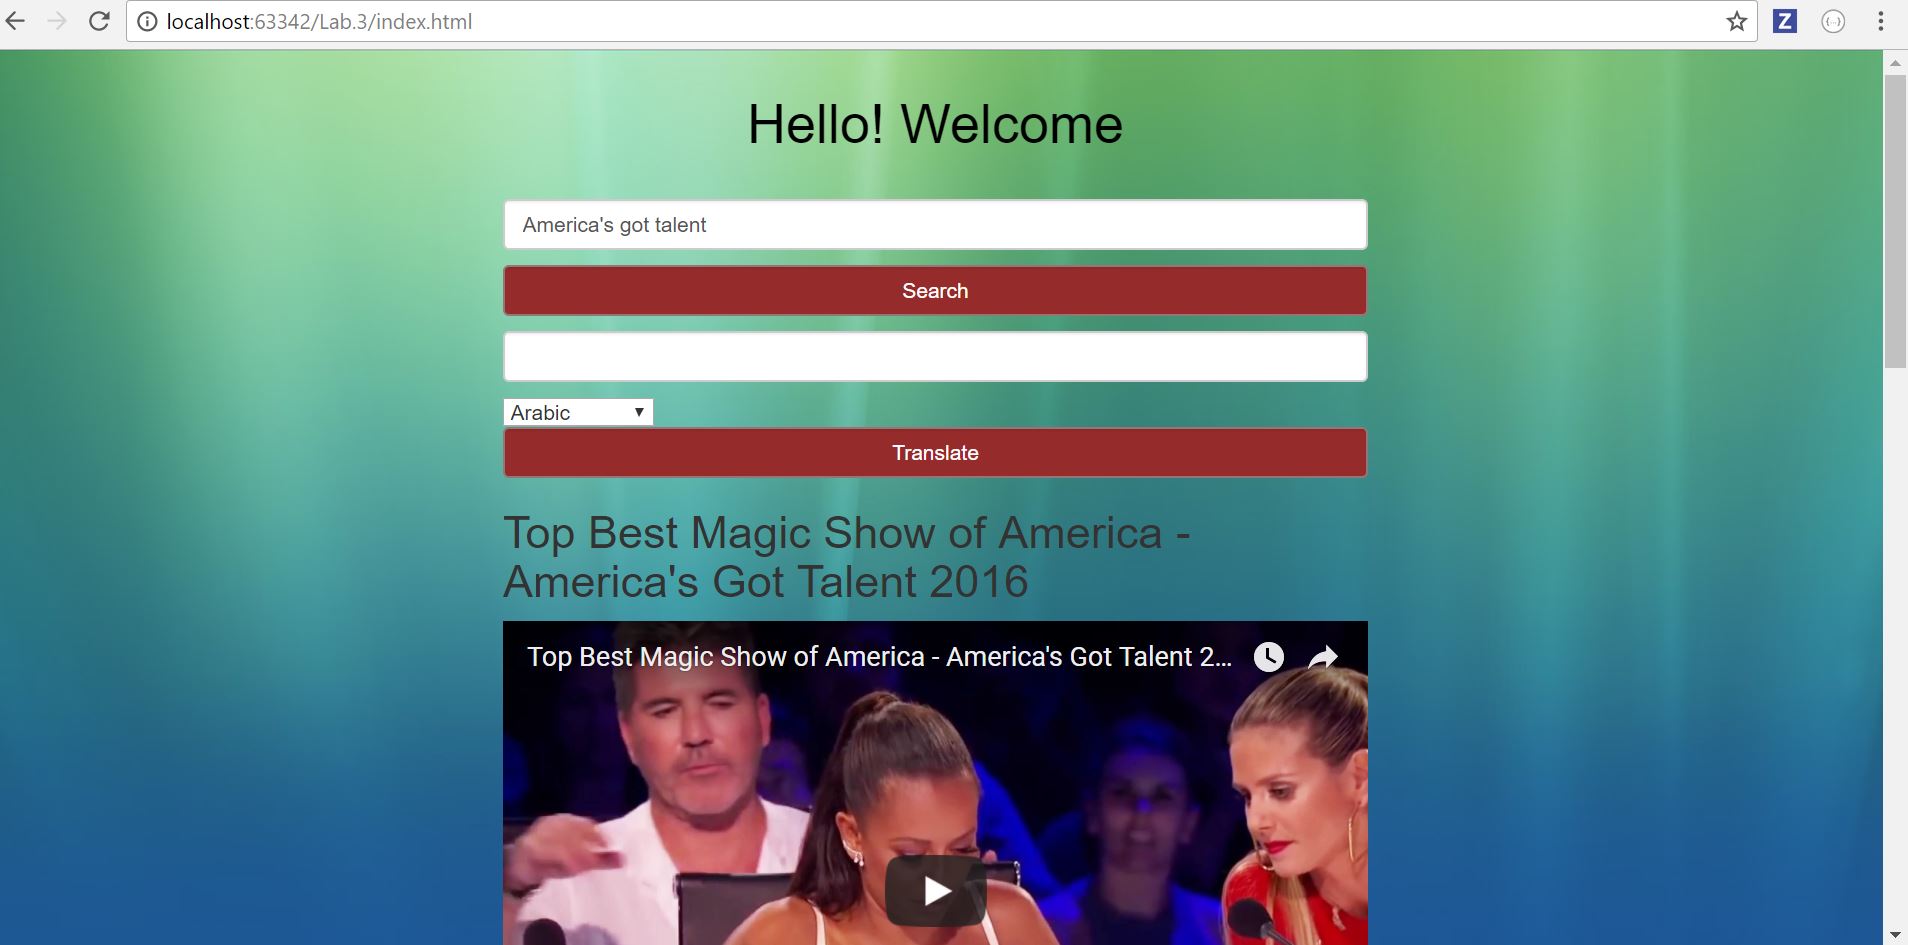 localhost:63342/Lab.3/index.html
Z
Hello! Welcome
America's got talent
Search
Arabic
Translate
Top Best Magic Show of America -
America's Got Talent 2016
Top Best Magic Show of America - America's Got Talent 2...